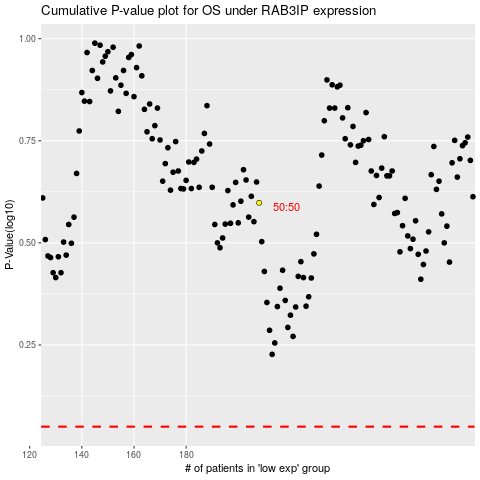 Cumulative P-value plot for OS under RAB3IP expression
P-Value(log10)
1.00
0.75
0.50
0.25
50:50
120 140 160 180
# of patients in 'low exp' group